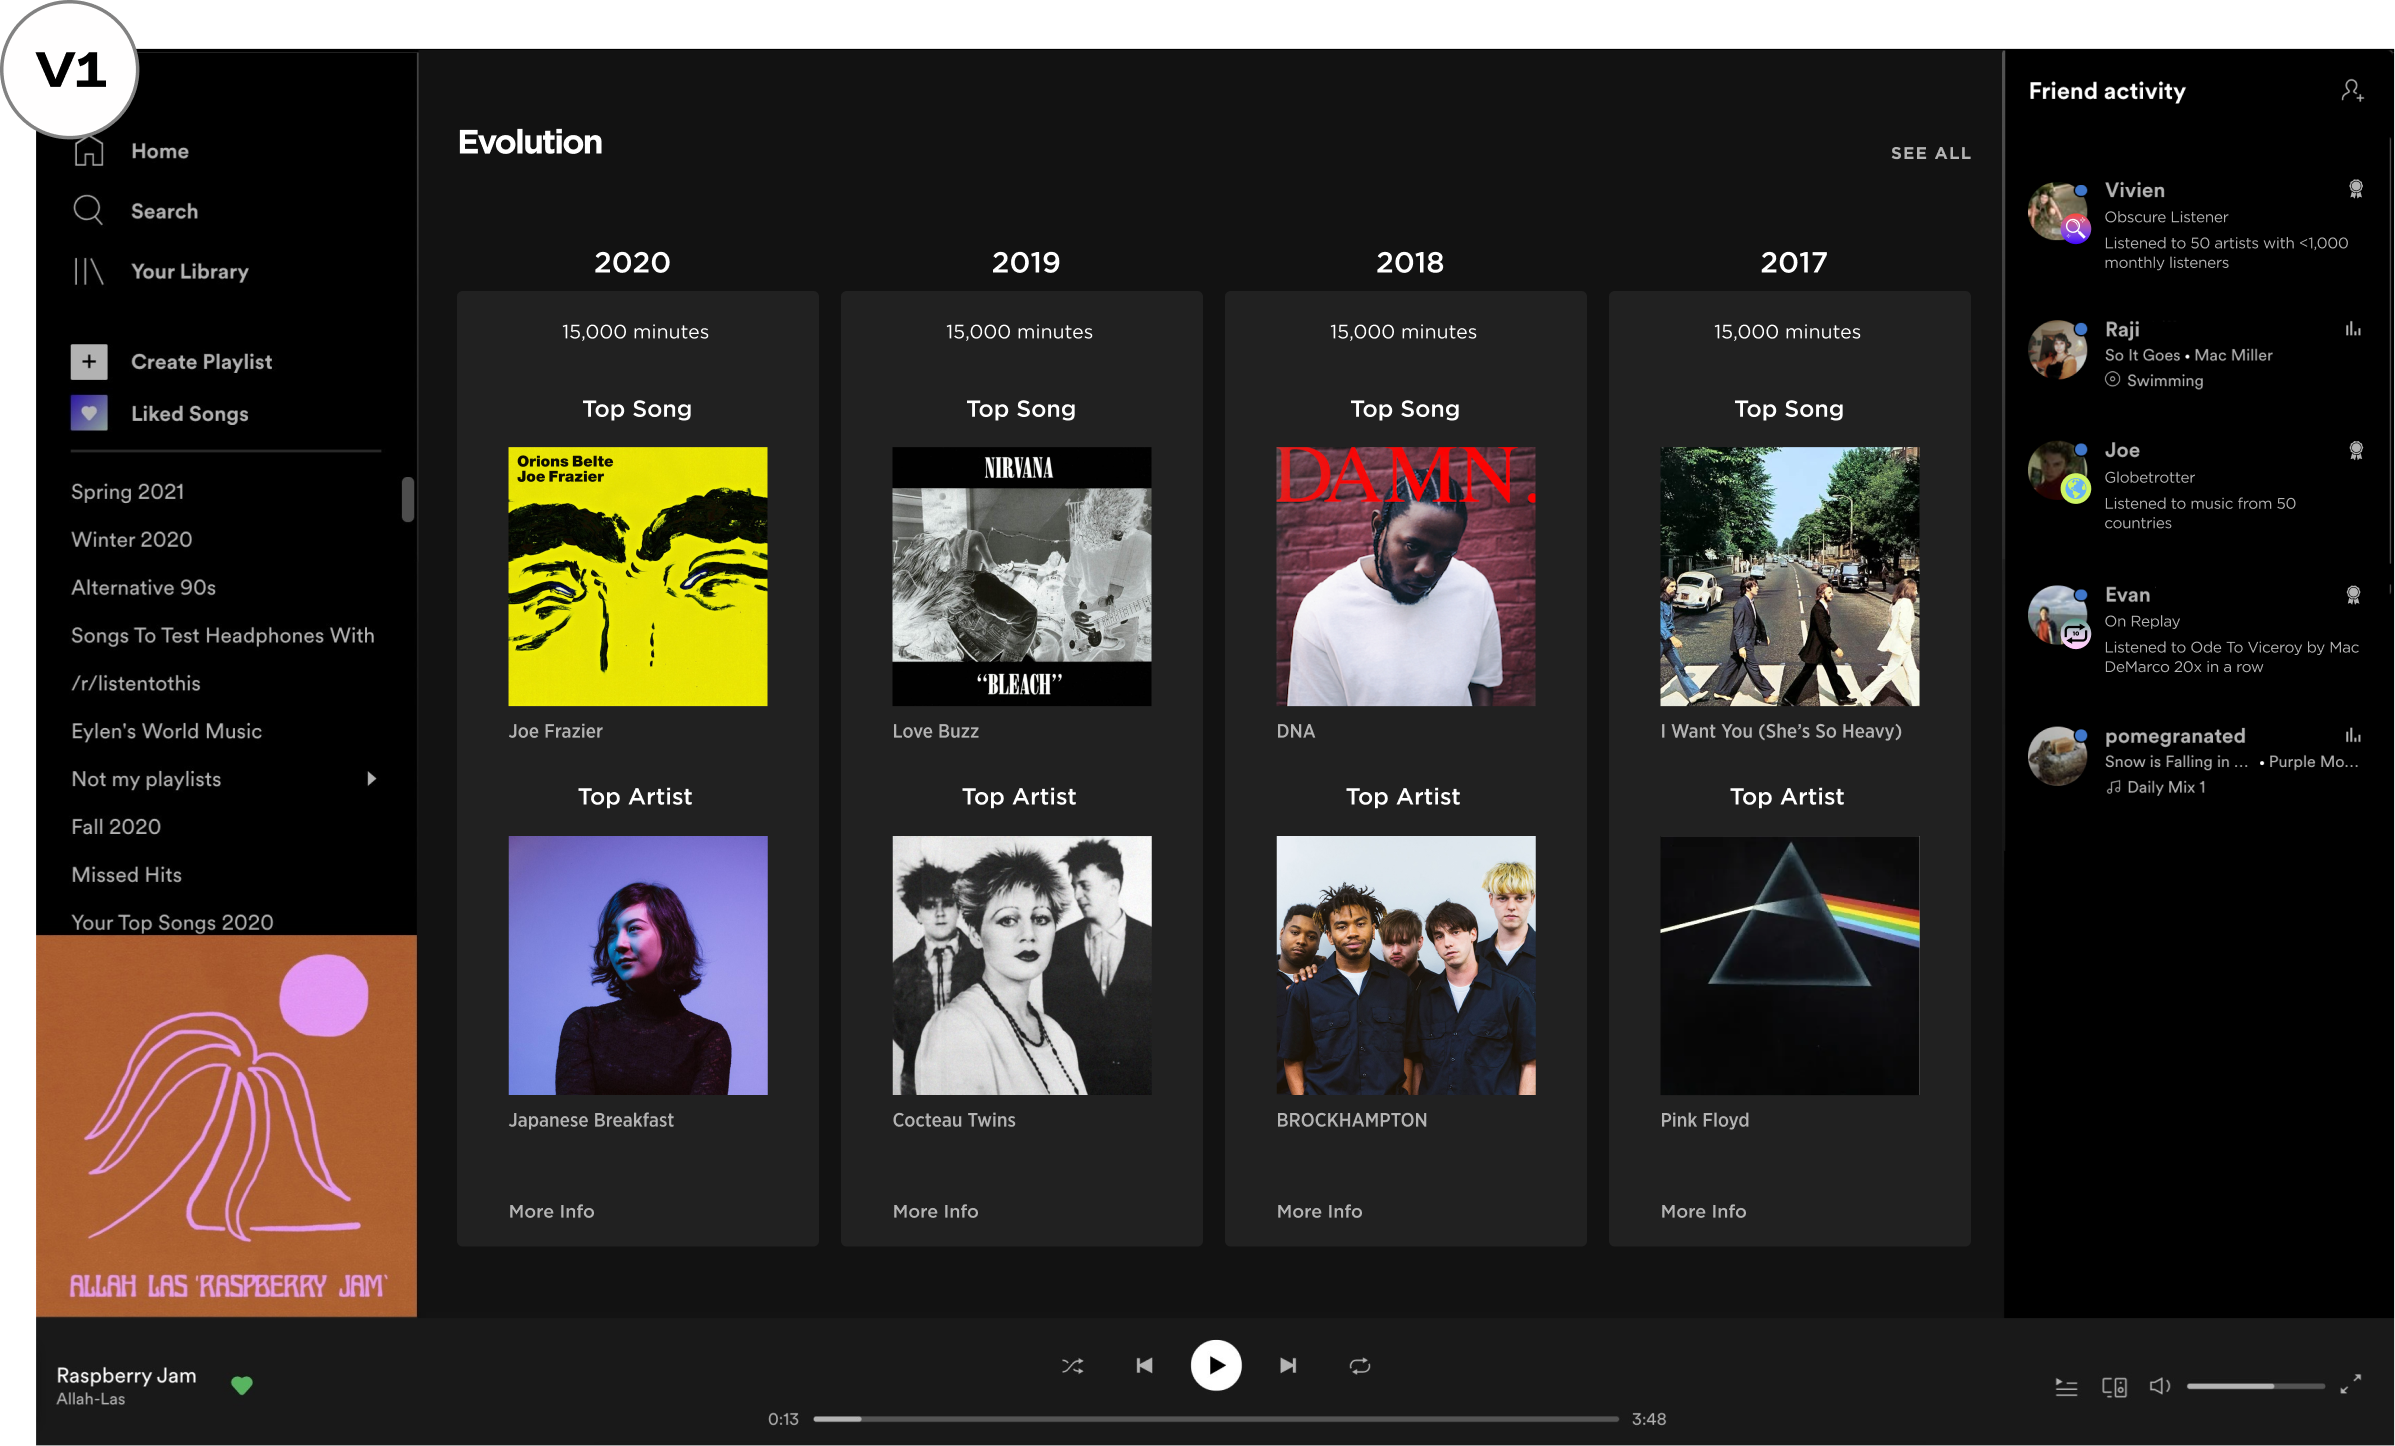 V1
Home
Search
Your Library
Create Playlist
Liked Songs
Spring 2021
Winter 2020
Alternative 90s
Songs To Test Headphones With
/r/listentothis
Eylen's World Music
Not my playlists
Fall 2020
Missed Hits
Your Top Songs 2020
ALLAH LAS 'RASPBERRY JAM'
Evolution
SEE ALL
2020
15,000 minutes
Top Song
Orions Belte
Joe Frazier
Joe Frazier
Top Artist
Japanese Breakfast
More Info
2019
15,000 minutes
Top Song
NIRVANA
“BLEACH”
Love Buzz
Top Artist
Cocteau Twins
More Info
2018
15,000 minutes
Top Song
DAMN.
DNA
Top Artist
BROCKHAMPTON
More Info
2017
15,000 minutes
Top Song
I Want You (She’s So Heavy)
Top Artist
Pink Floyd
More Info
Friend activity
Vivien
Obscure Listener
Listened to 50 artists with <1,000
monthly listeners
Raji
So It Goes • Mac Miller
Swimming
Joe
Globetrotter
Listened to music from 50
countries
Evan
On Replay
10
Listened to Ode To Viceroy by Mac
DeMarco 20x in a row
pomegranated
Snow is Falling in ... • Purple Mo...
Daily Mix 1
Raspberry Jam
Allah-Las
0:13
3:48